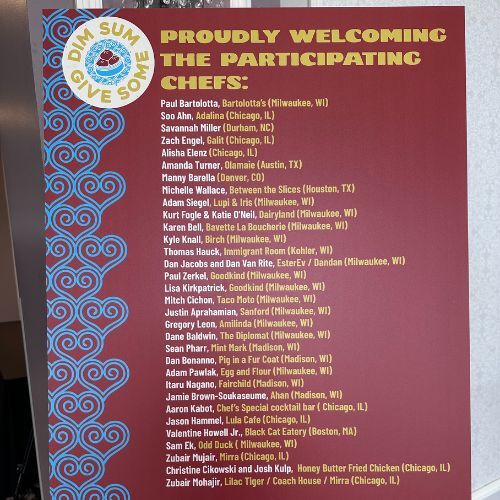 DIM SUM
GIVE SOME
PROUDLY WELCOMING
THE PARTICIPATING
CHEFS:
Paul Bartolotta, Bartolotta's (Milwaukee, WI)
Soo Ahn, Adalina (Chicago, IL)
Savannah Miller (Durham, NC)
Zach Engel, Galit (Chicago, IL)
Alisha Elenz (Chicago, IL)
Amanda Turner, Olamaie (Austin, TX)
Manny Barella (Denver, CO)
Michelle Wallace, Between the Slices (Houston, TX)
Adam Siegel, Lupi & Iris (Milwaukee, WI)
Kurt Fogle & Katie O'Neil, Dairyland (Milwaukee, WI)
Karen Bell, Bavette La Boucherie (Milwaukee, WI)
Kyle Knall, Birch (Milwaukee, WI)
Thomas Hauck, Immigrant Room (Kohler, WI)
Dan Jacobs and Dan Van Rite, EsterEv / Dandan (Milwaukee, WI)
Paul Zerkel, Goodkind (Milwaukee, WI)
Lisa Kirkpatrick, Goodkind (Milwaukee, WI)
Mitch Cichon, Taco Moto (Milwaukee, WI)
Justin Aprahamian, Sanford (Milwaukee, WI)
Gregory Leon, Amilinda (Milwaukee, WI)
Dane Baldwin, The Diplomat (Milwaukee, WI)
Sean Pharr, Mint Mark (Madison, WI)
Dan Bonanno, Pig in a Fur Coat (Madison, WI)
Adam Pawlak, Egg and Flour (Milwaukee, WI)
Itaru Nagano, Fairchild (Madison, WI)
Jamie Brown-Soukaseume, Ahan (Madison, WI)
Aaron Kabot, Chef's Special cocktail bar ( Chicago, IL)
Jason Hammel, Lula Cafe (Chicago, IL)
Valentine Howell Jr., Black Cat Eatery (Boston, MA)
Sam Ek, Odd Duck ( Milwaukee, WI)
Zubair Mujair, Mirra (Chicago, IL)
Christine Cikowski and Josh Kulp, Honey Butter Fried Chicken (Chicago, IL)
Zubair Mohajir, Lilac Tiger / Coach House / Mirra (Chicago, IL)